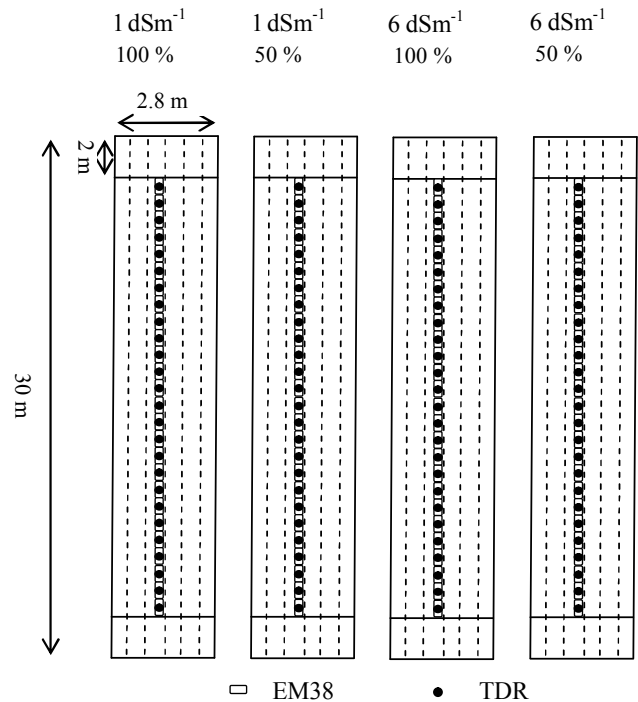 1 dSm⁻¹ 1 dSm⁻¹ 6 dSm⁻¹ 6 dSm⁻¹
100 % 50 % 100 % 50 %
2.8 m
2 m
30 m
EM38 TDR